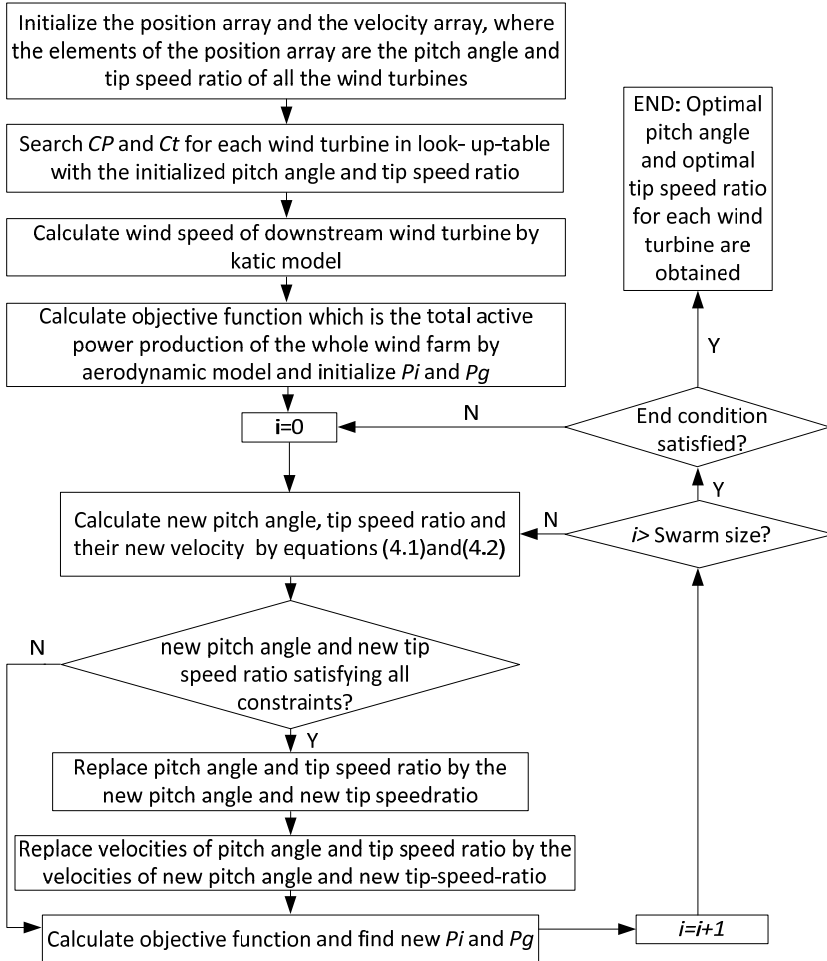 Initialize the position array and the velocity array, where
the elements of the position array are the pitch angle and
tip speed ratio of all the wind turbines
Search CP and Ct for each wind turbine in look- up-table
with the initialized pitch angle and tip speed ratio
Calculate wind speed of downstream wind turbine by
katic model
Calculate objective function which is the total active
power production of the whole wind farm by
aerodynamic model and initialize Pi and Pg
i=0
Calculate new pitch angle, tip speed ratio and
their new velocity by equations (4.1)and(4.2)
N
new pitch angle and new tip
speed ratio satisfying all
constraints?
Y
Replace pitch angle and tip speed ratio by the
new pitch angle and new tip speedratio
Replace velocities of pitch angle and tip speed ratio by the
velocities of new pitch angle and new tip-speed-ratio
Calculate objective function and find new Pi and Pg
i=i+1
i> Swarm size?
N
Y
End condition
satisfied?
N
Y
END: Optimal
pitch angle
and optimal
tip speed ratio
for each wind
turbine are
obtained